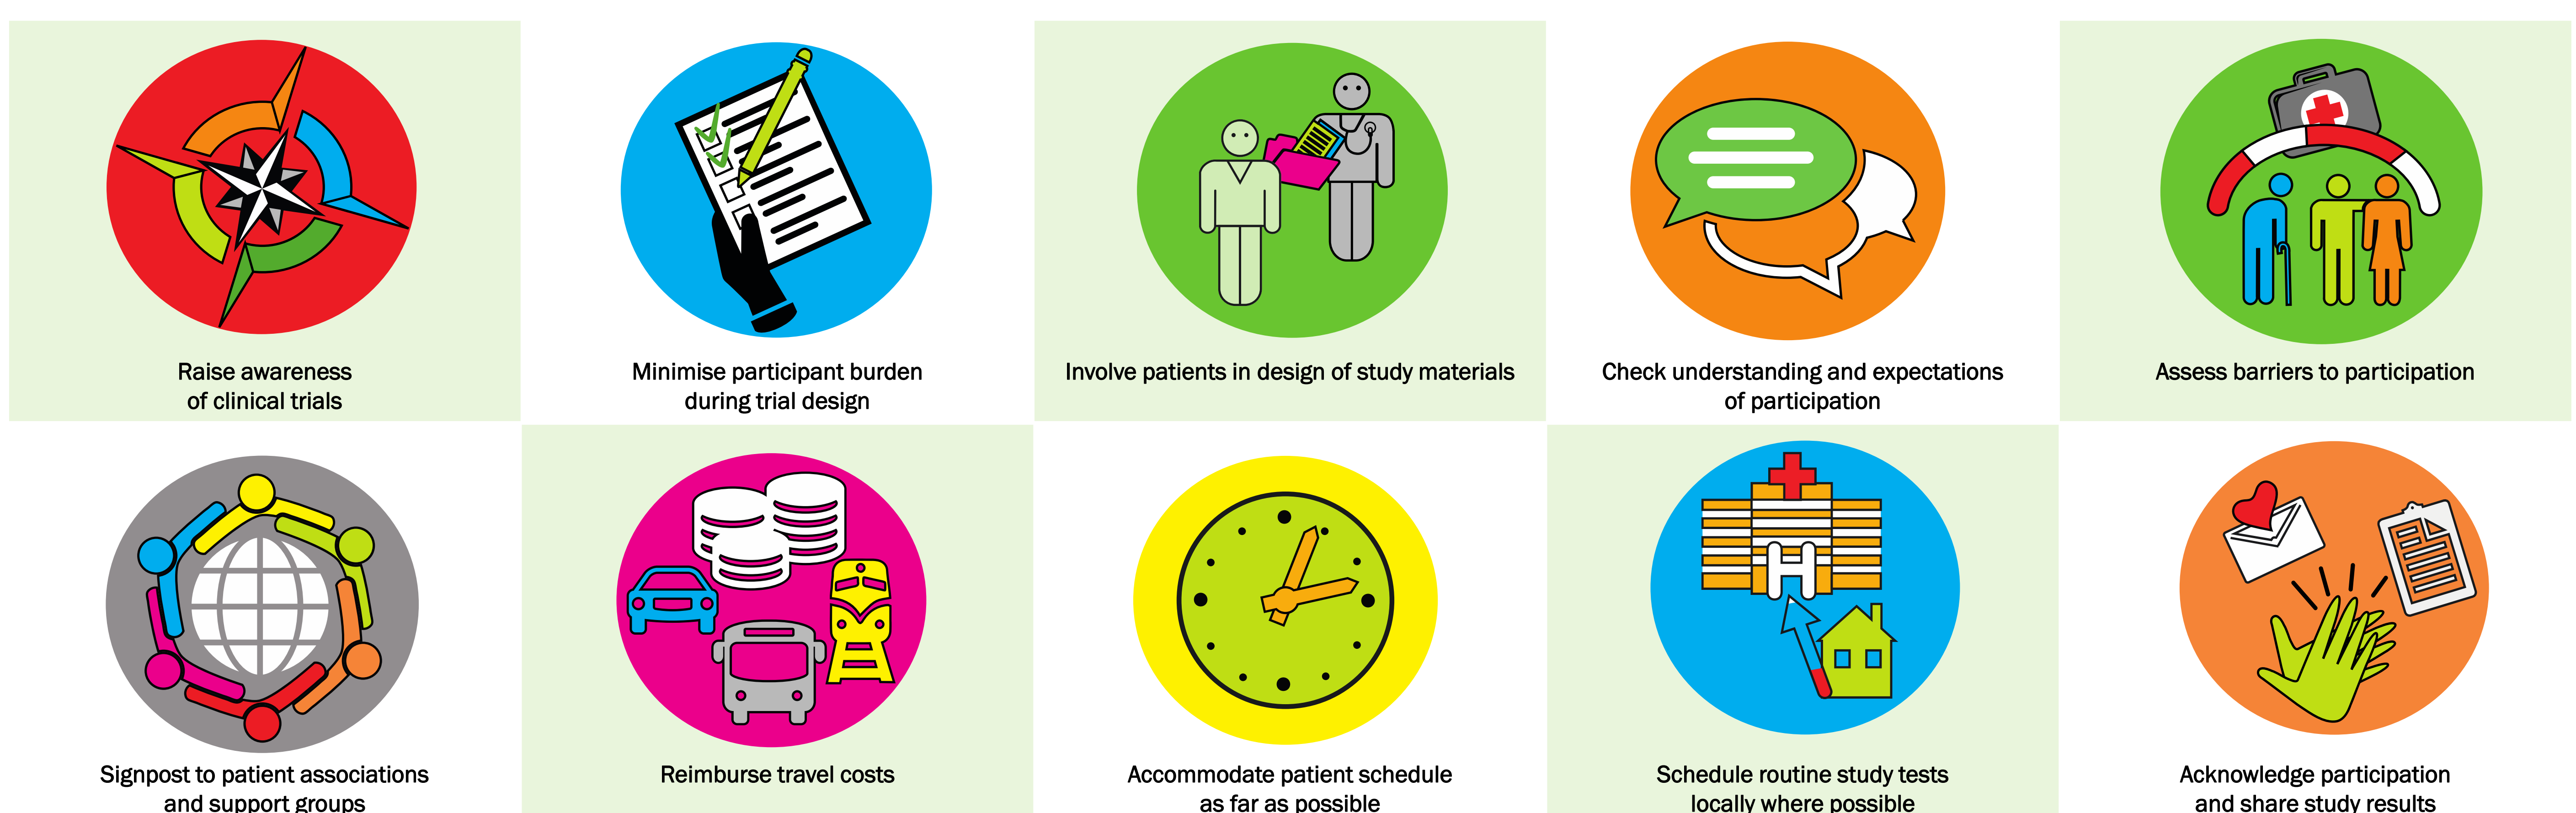 Raise awareness
of clinical trials
Minimise participant burden
during trial design
Involve patients in design of study materials
Check understanding and expectations
of participation
Assess barriers to participation
Signpost to patient associations
and support groups
Reimburse travel costs
Accommodate patient schedule
as far as possible
H
Schedule routine study tests
locally where possible
Acknowledge participation
and share study results